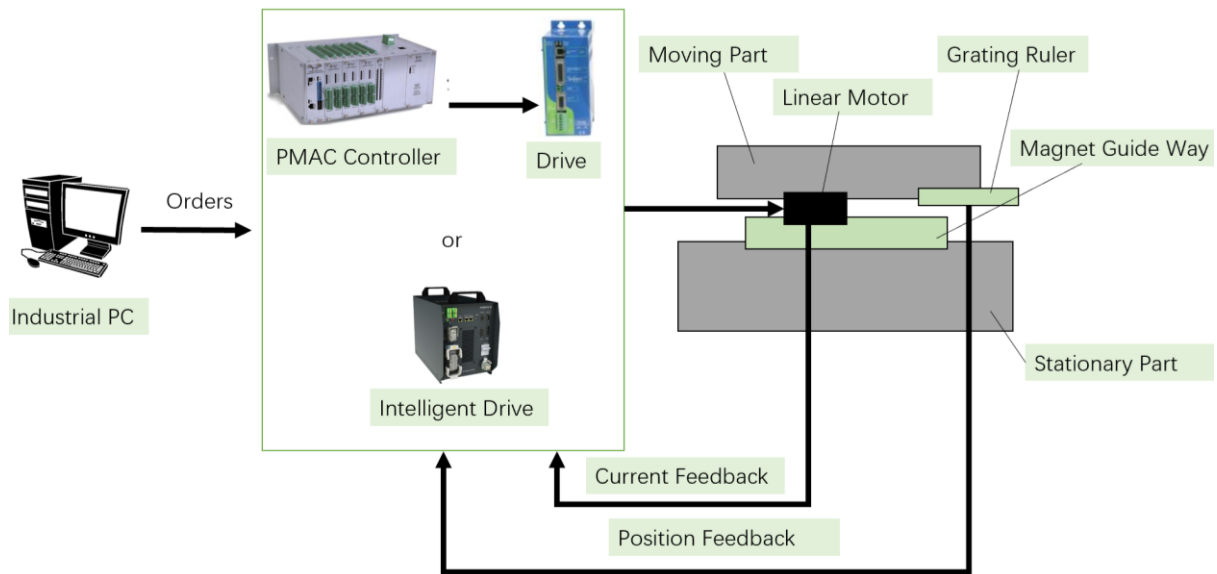 Moving Part
Grating Ruler
Linear Motor
PMAC Controller
Drive
Magnet Guide Way
Orders
or
Industrial PC
Stationary Part
Intelligent Drive
Current Feedback
Position Feedback